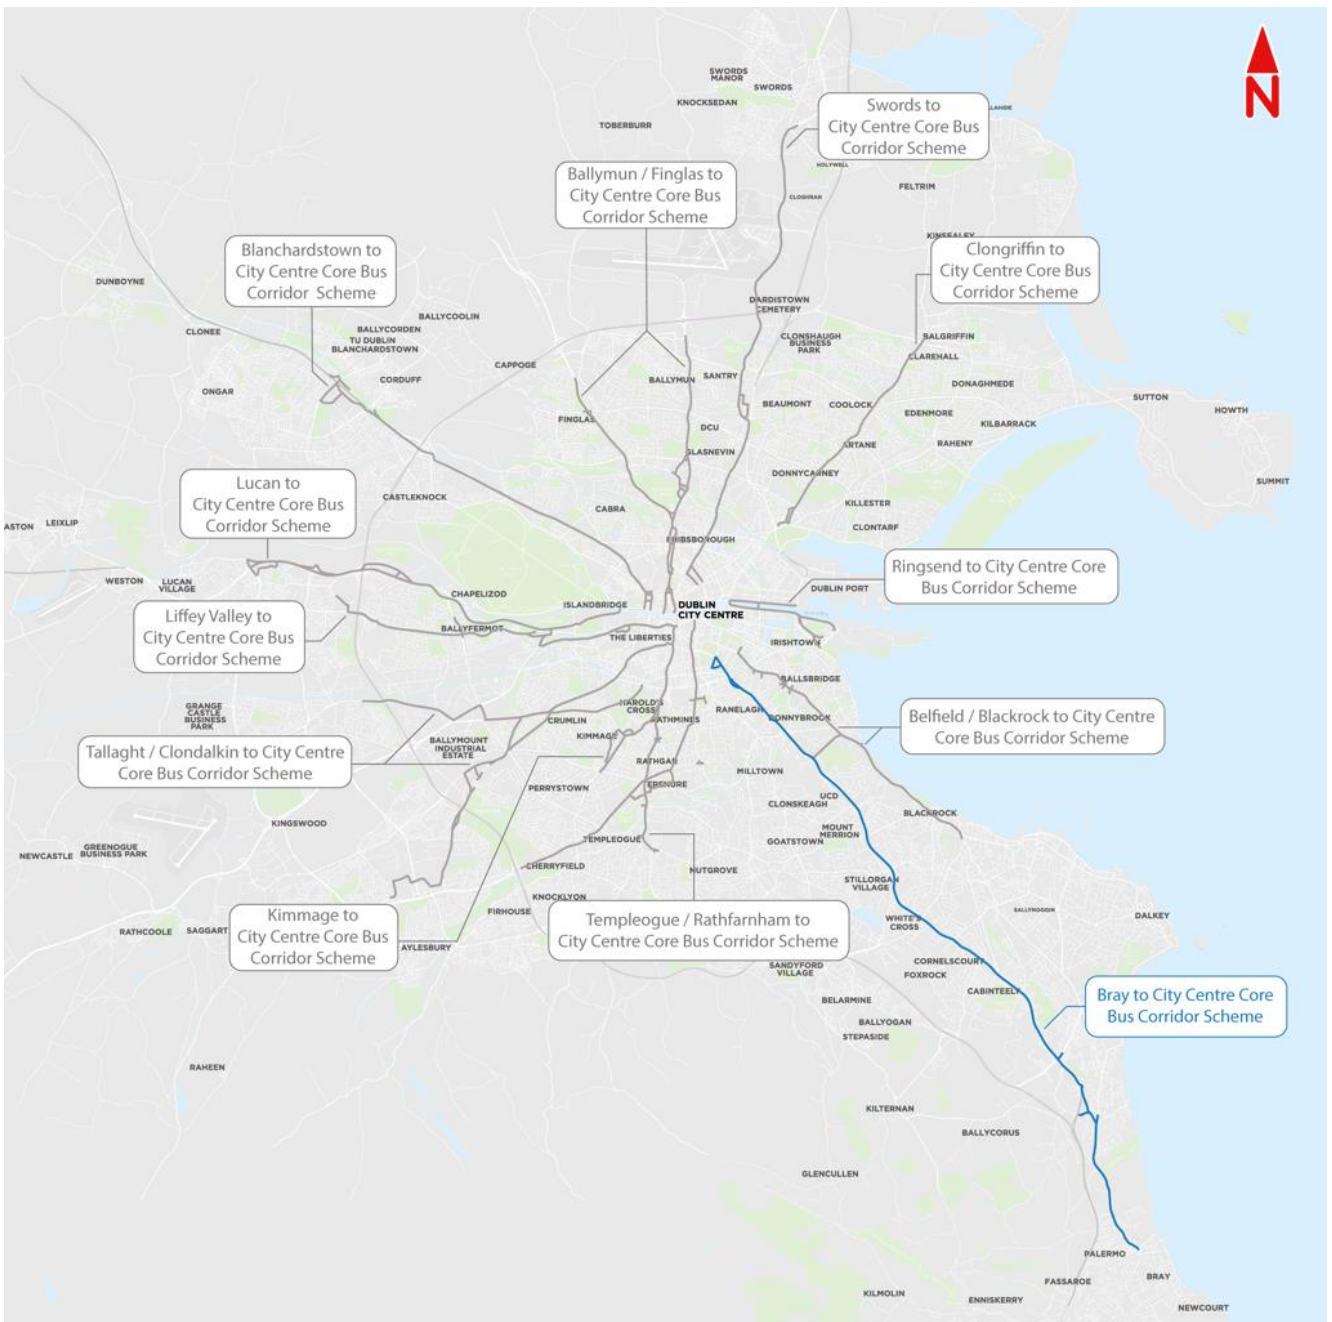 N
SWORDS
MANOR
SWORDS
KNOCKSEDAN
TOBERBURR
Swords to
City Centre Core Bus
Corridor Scheme
LAHIDE
HOLYWELL
FELTRIM
CLOGHRAN
KINSEALEY
Ballymun / Finglas to
City Centre Core Bus
Corridor Scheme
Blanchardstown to
City Centre Core Bus
Corridor Scheme
Clongriffin to
City Centre Core Bus
Corridor Scheme
DUNBOYNE
DARDISTOWN
CEMETERY
BALLYCOOLIN
CLONEE
BALLYCORDEN
TU DUBLIN
BLANCHARDSTOWN
CLONSHAUGH
BUSINESS
PARK
BALGRIFFIN
CLAREHALL
CAPPOGE
CORDUFF
ONGAR
BALLYMUN
SANTRY
DONAGHMEDE
BEAUMONT
COOLOCK
EDENMORE
KILBARRACK
SUTTON
HOWTH
FINGLAS
DCU
GLASNEVIN
ARTANE
RAHENY
DONNYCARNEY
SUMMIT
Lucan to
City Centre Core Bus
Corridor Scheme
CASTLEKNOCK
CABRA
KILLESTER
CLONTARF
ASTON
LEIXLIP
PHIBSBOROUGH
Ringsend to City Centre Core
Bus Corridor Scheme
WESTON
LUCAN
VILLAGE
CHAPELIZOD
ISLANDBRIDGE
DUBLIN
CITY CENTRE
DUBLIN PORT
Liffey Valley to
City Centre Core Bus
Corridor Scheme
BALLYFERMOT
THE LIBERTIES
IRISHTOWN
BALLSBRIDGE
GRANGE
CASTLE
BUSINESS
PARK
HAROLD'S
CROSS
RATHMINES
RANELAGH
DONNYBROOK
CRUMLIN
KIMMAGE
Belfield / Blackrock to City Centre
Core Bus Corridor Scheme
BALLYMOUNT
INDUSTRIAL
ESTATE
Tallaght / Clondalkin to City Centre
Core Bus Corridor Scheme
RATHGAR
MILLTOWN
PERRYSTOWN
TERENURE
UCD
CLONSKEAGH
BLACKROCK
KINGSWOOD
MOUNT
MERRION
GOATSTOWN
TEMPLEOGUE
NEWCASTLE
GREENOGUE
BUSINESS PARK
CHERRYFIELD
NUTGROVE
STILLORGAN
VILLAGE
KNOCKLYON
FIRHOUSE
SALLYNOGGIN
DALKEY
WHITE'S
CROSS
Kimmage to
City Centre Core Bus
Corridor Scheme
Templeogue / Rathfarnham to
City Centre Core Bus Corridor Scheme
RATHCOOLE
SAGGART
AYLESBURY
SANDYFORD
VILLAGE
CORNELSCOURT
FOXROCK
CABINTEELY
BELARMINE
Bray to City Centre Core
Bus Corridor Scheme
BALLYOGAN
STEPASIDE
RAHEEN
KILTERNAN
BALLYCORUS
GLENCULLEN
PALERMO
FASSAROE
BRAY
KILMOLIN
ENNISKERRY
NEWCOURT